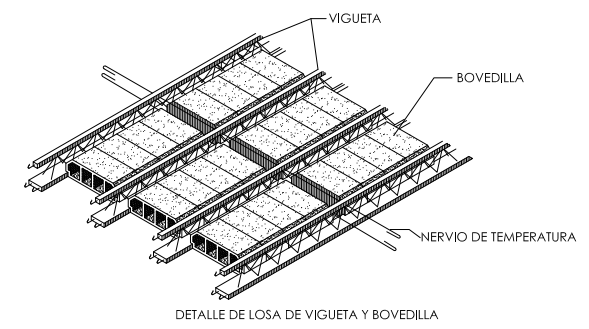 VIGUETA
BOVEDILLA
NERVIO DE TEMPERATURA
DETALLE DE LOSA DE VIGUETA Y BOVEDILLA